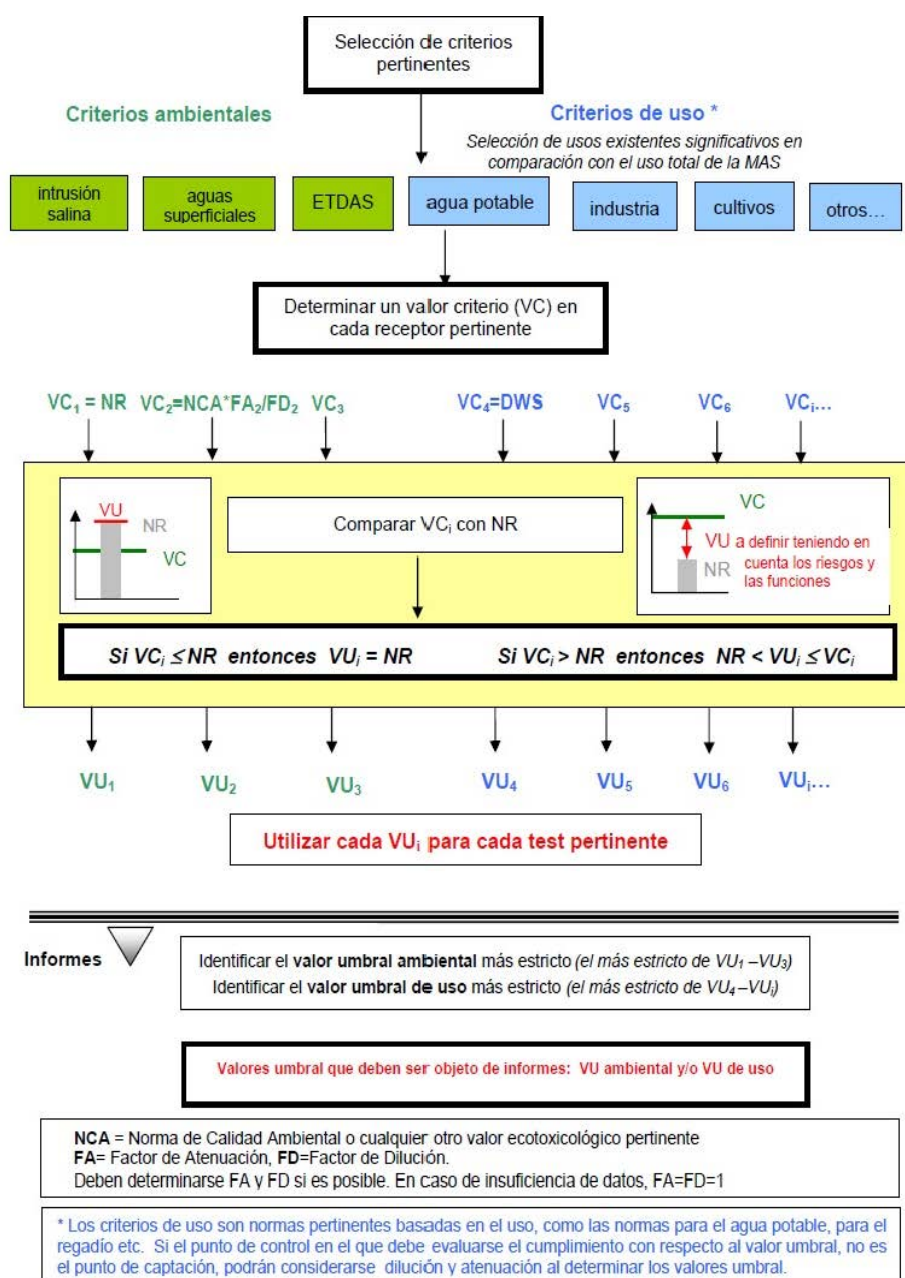 Selección de criterios
pertinentes
Criterios ambientales
Criterios de uso *
Selección de usos existentes significativos en
comparación con el uso total de la MAS
intrusión
salina
aguas
superficiales
ETDAS
agua potable
industria
cultivos
otros...
Determinar un valor criterio (VC) en
cada receptor pertinente
VC₁ = NR VC₂=NCA*FA₂/FD₂ VC₃ VC₄=DWS VC₅ VC₆ VCᵢ...
VU
NR
VC
Comparar VCᵢ con NR
VC
VU a definir teniendo en
cuenta los riesgos y
las funciones
NR
Si VCᵢ ≤ NR entonces VUᵢ = NR Si VCᵢ > NR entonces NR < VUᵢ ≤ VCᵢ
VU₁ VU₂ VU₃ VU₄ VU₅ VU₆ VUᵢ...
Utilizar cada VUᵢ para cada test pertinente
Informes
Identificar el valor umbral ambiental más estricto (el más estricto de VU₁ –VU₃)
Identificar el valor umbral de uso más estricto (el más estricto de VU₄ –VUᵢ)
Valores umbral que deben ser objeto de informes: VU ambiental y/o VU de uso
NCA = Norma de Calidad Ambiental o cualquier otro valor ecotoxicológico pertinente
FA= Factor de Atenuación, FD=Factor de Dilución.
Deben determinarse FA y FD si es posible. En caso de insuficiencia de datos, FA=FD=1
* Los criterios de uso son normas pertinentes basadas en el uso, como las normas para el agua potable, para el
regadío etc. Si el punto de control en el que debe evaluarse el cumplimiento con respecto al valor umbral, no es
el punto de captación, podrán considerarse dilución y atenuación al determinar los valores umbral.